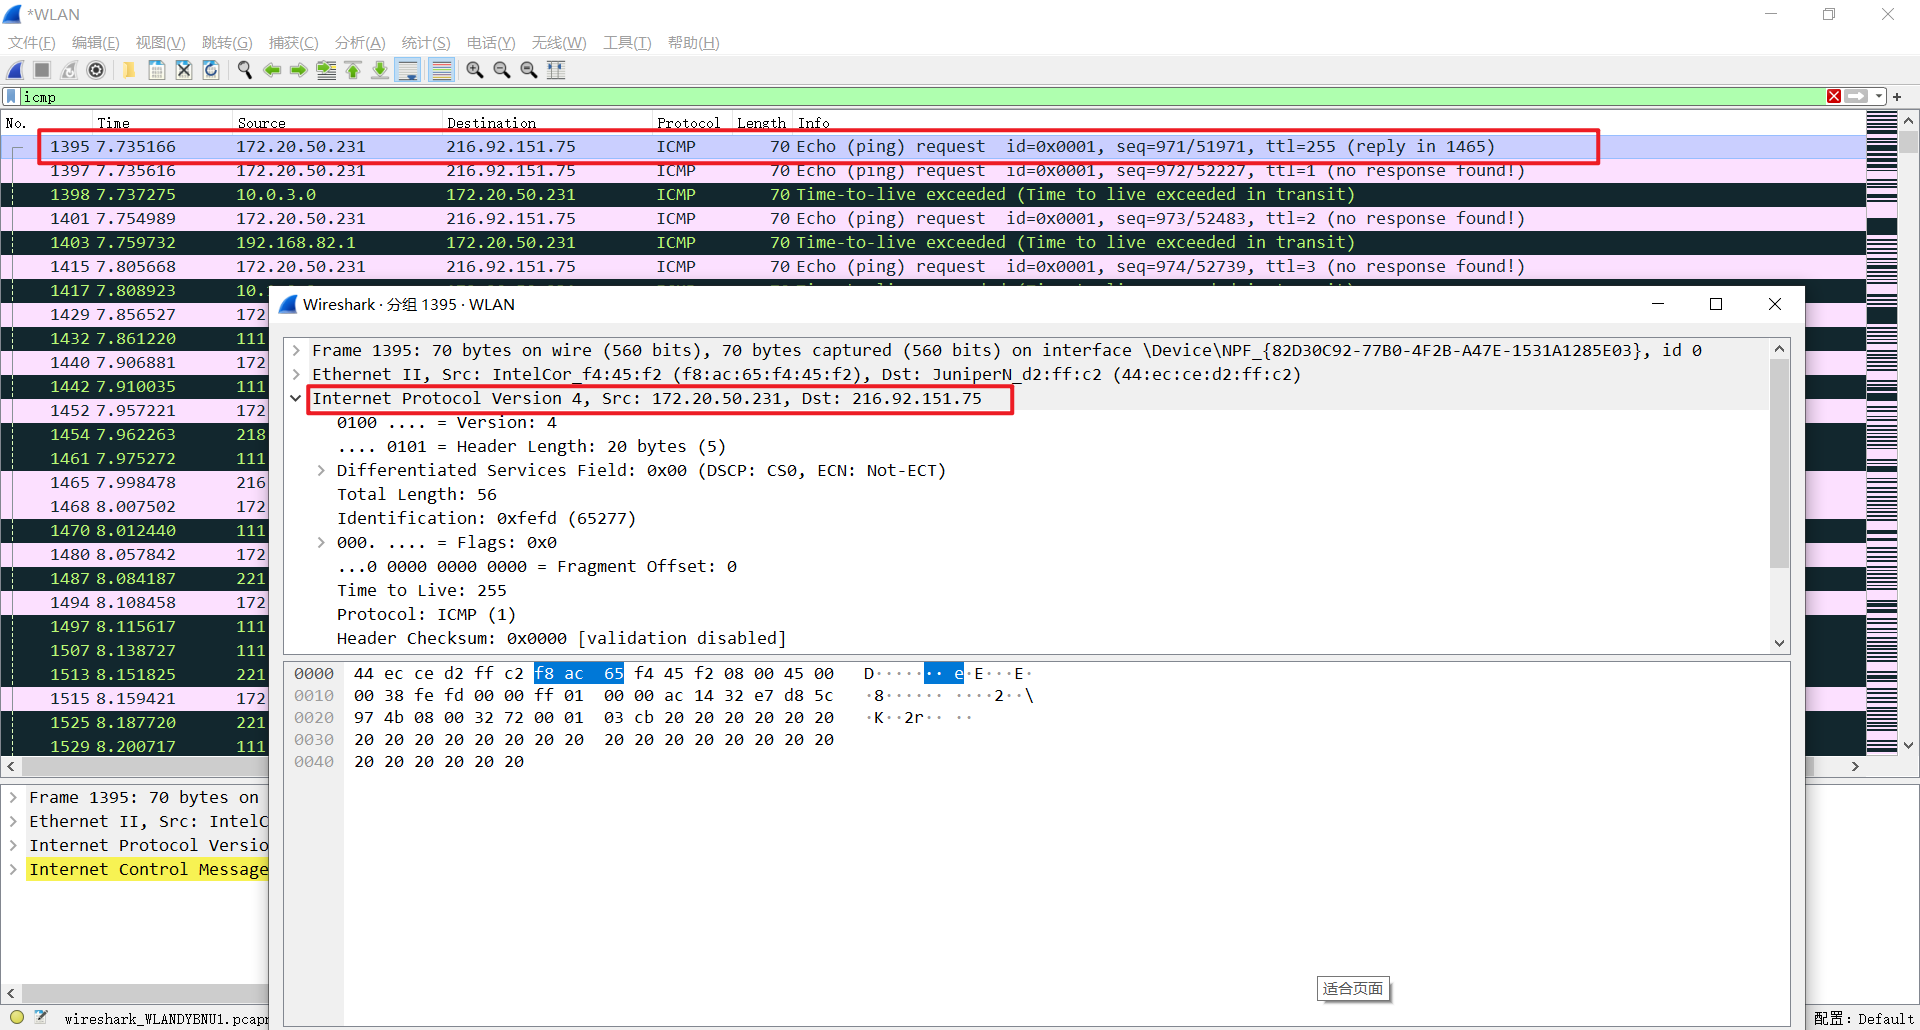 *WLAN
文件(F) 编辑(E) 视图(V) 跳转(G) 捕获(C) 分析(A) 统计(S) 电话(Y) 无线(W) 工具(T) 帮助(H)
icmp
No. Time Source Destination Protocol Length Info
1395 7.735166 172.20.50.231 216.92.151.75 ICMP 70 Echo (ping) request id=0x0001, seq=971/51971, ttl=255 (reply in 1465)
1397 7.735616 172.20.50.231 216.92.151.75 ICMP 70 Echo (ping) request id=0x0001, seq=972/52227, ttl=1 (no response found!)
1398 7.737275 10.0.3.0 172.20.50.231 ICMP 70 Time-to-live exceeded (Time to live exceeded in transit)
1401 7.754989 172.20.50.231 216.92.151.75 ICMP 70 Echo (ping) request id=0x0001, seq=973/52483, ttl=2 (no response found!)
1403 7.759732 192.168.82.1 172.20.50.231 ICMP 70 Time-to-live exceeded (Time to live exceeded in transit)
1415 7.805668 172.20.50.231 216.92.151.75 ICMP 70 Echo (ping) request id=0x0001, seq=974/52739, ttl=3 (no response found!)
1417 7.808923 10.
1429 7.856527 172
1432 7.861220 111
1440 7.906881 172
1442 7.910035 111
1452 7.957221 172
1454 7.962263 218
1461 7.975272 111
1465 7.998478 216
1468 8.007502 172
1470 8.012440 111
1480 8.057842 172
1487 8.084187 221
1494 8.108458 172
1497 8.115617 111
1507 8.138727 111
1513 8.151825 221
1515 8.159421 172
1525 8.187720 221
1529 8.200717 111
Wireshark · 分组 1395 · WLAN
Frame 1395: 70 bytes on wire (560 bits), 70 bytes captured (560 bits) on interface \Device\NPF_{82D30C92-77B0-4F2B-A47E-1531A1285E03}, id 0
Ethernet II, Src: IntelCor_f4:45:f2 (f8:ac:65:f4:45:f2), Dst: JuniperN_d2:ff:c2 (44:ec:ce:d2:ff:c2)
Internet Protocol Version 4, Src: 172.20.50.231, Dst: 216.92.151.75
0100 .... = Version: 4
.... 0101 = Header Length: 20 bytes (5)
Differentiated Services Field: 0x00 (DSCP: CS0, ECN: Not-ECT)
Total Length: 56
Identification: 0xfefd (65277)
000. .... = Flags: 0x0
...0 0000 0000 0000 = Fragment Offset: 0
Time to Live: 255
Protocol: ICMP (1)
Header Checksum: 0x0000 [validation disabled]
0000 44 ec ce d2 ff c2 f8 ac 65 f4 45 f2 08 00 45 00 D·······e·E···E·
0010 00 38 fe fd 00 00 ff 01 00 00 ac 14 32 e7 d8 5c ·8······ ····2··\
0020 97 4b 08 00 32 72 00 01 03 cb 20 20 20 20 20 20 ·K··2r·· ··
0030 20 20 20 20 20 20 20 20 20 20 20 20 20 20 20 20
0040 20 20 20 20 20 20
Frame 1395: 70 bytes on
Ethernet II, Src: IntelC
Internet Protocol Versio
Internet Control Message
适合页面
wireshark_WLANDYBNU1.pcapn
配置: Default